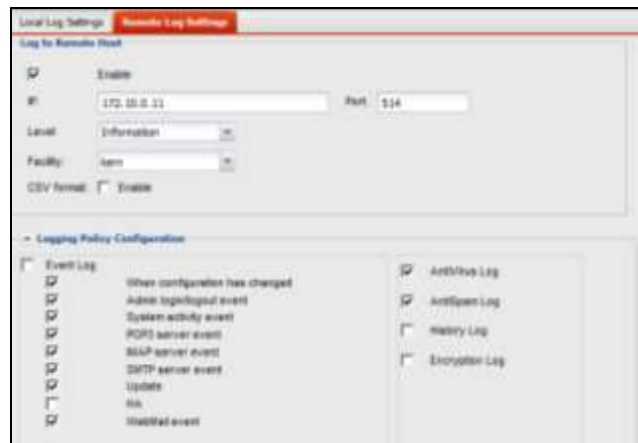 Local Log Settings Remote Log Settings
Log to Remote Host
Enable
IP: 172.16.0.11 Port: 514
Level: Information
Facility: kern
CSV format: Enable
Logging Policy Configuration
Event Log
When configuration has changed
Admin login/logout event
System activity event
POP3 server event
IMAP server event
SMTP server event
Update
HA
WebMail event
AntiVirus Log
AntiSpam Log
History Log
Encryption Log